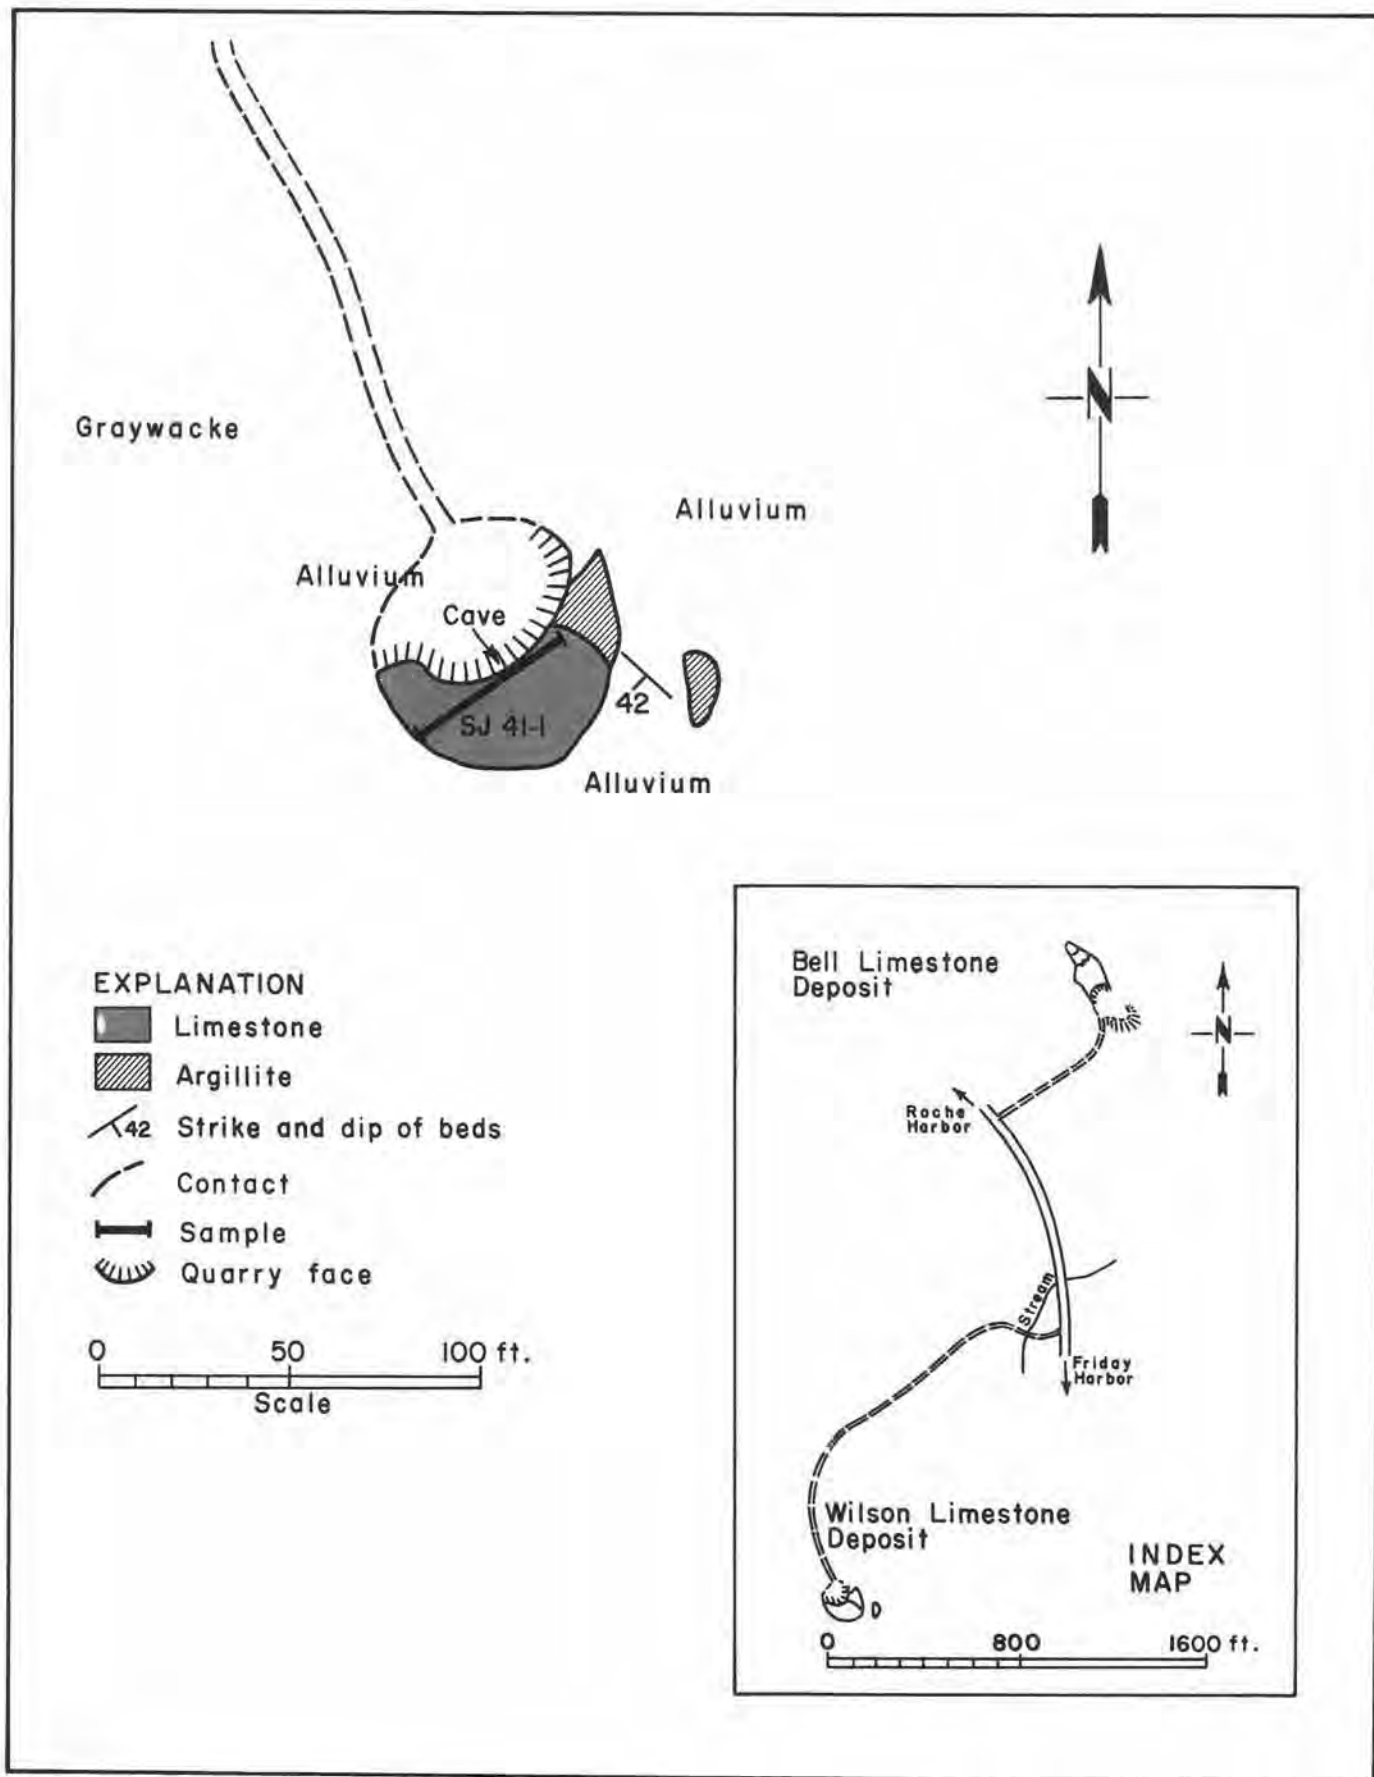 N
Graywacke
Alluvium
Alluvium
Cave
42
SJ 41-1
Alluvium
EXPLANATION
Limestone
Argillite
42 Strike and dip of beds
Contact
Sample
Quarry face
0 50 100 ft.
Scale
Bell Limestone
Deposit
N
Roche
Harbor
Stream
Friday
Harbor
Wilson Limestone
Deposit
INDEX
MAP
D
0 800 1600 ft.